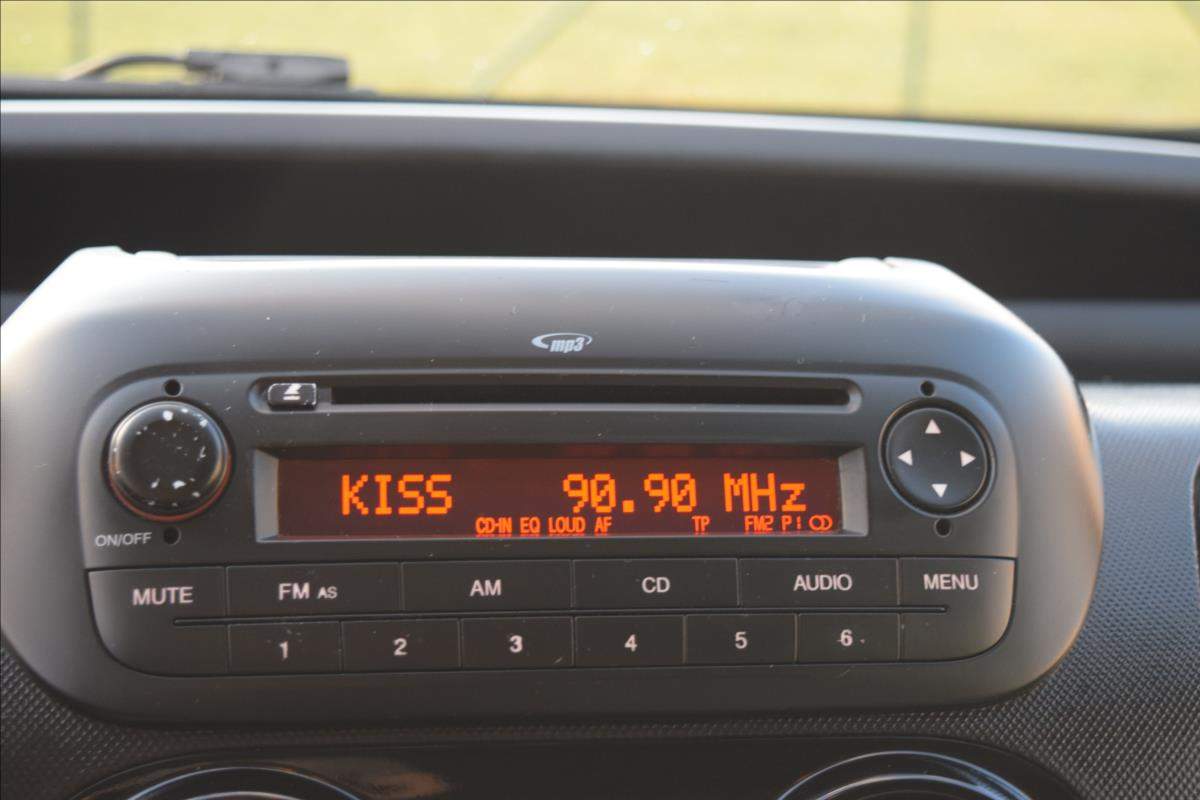 mp3
KISS 90.90 MHz
CD-IN EQ LOUD AF TP FM2 P1
ON/OFF
MUTE FM AS AM CD AUDIO MENU
1 2 3 4 5 6